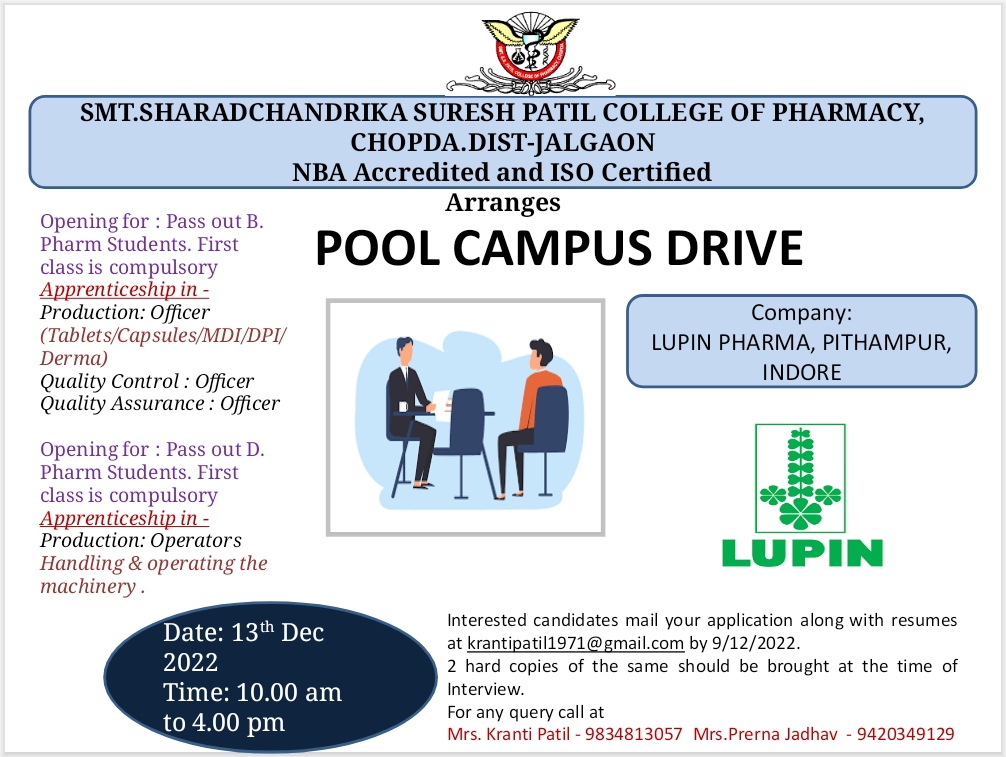 SMT.SHARADCHANDRIKA SURESH PATIL COLLEGE OF PHARMACY,
CHOPDA.DIST-JALGAON
NBA Accredited and ISO Certified
Arranges
POOL CAMPUS DRIVE
Opening for : Pass out B.
Pharm Students. First
class is compulsory
Apprenticeship in -
Production: Officer
(Tablets/Capsules/MDI/DPI/
Derma)
Quality Control : Officer
Quality Assurance : Officer
Opening for : Pass out D.
Pharm Students. First
class is compulsory
Apprenticeship in -
Production: Operators
Handling & operating the
machinery .
Company:
LUPIN PHARMA, PITHAMPUR,
INDORE
LUPIN
Date: 13th Dec
2022
Time: 10.00 am
to 4.00 pm
Interested candidates mail your application along with resumes
at krantipatil1971@gmail.com by 9/12/2022.
2 hard copies of the same should be brought at the time of
Interview.
For any query call at
Mrs. Kranti Patil - 9834813057 Mrs.Prerna Jadhav - 9420349129